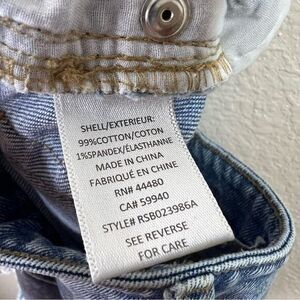 SHELL/EXTERIEUR:
99%COTTON/COTON
1%SPANDEX/ÉLASTHANNE
MADE IN CHINA
FABRIQUÉ EN CHINE
RN# 44480
CA# 59940
STYLE# RSB023986A
SEE REVERSE
FOR CARE